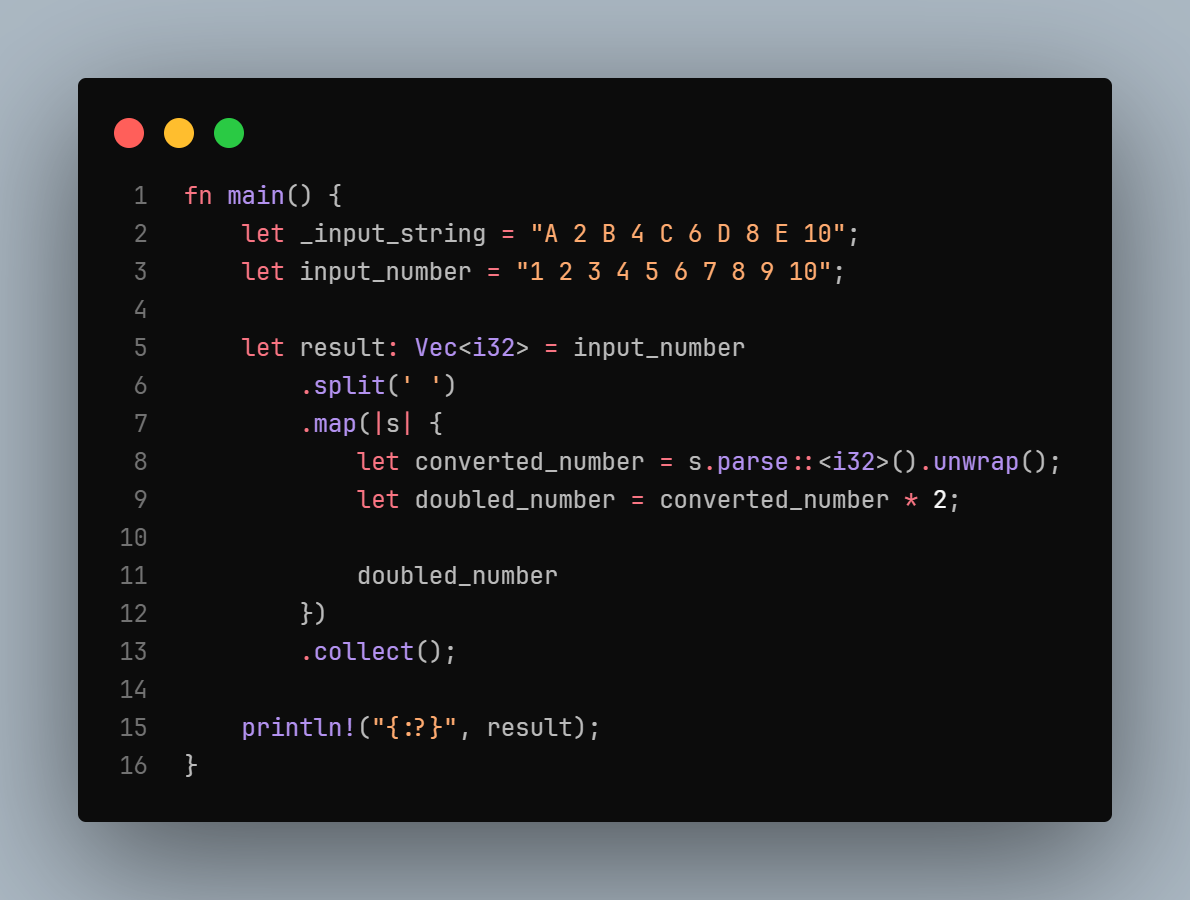 1 fn main() {
2     let _input_string = "A 2 B 4 C 6 D 8 E 10";
3     let input_number = "1 2 3 4 5 6 7 8 9 10";
4
5     let result: Vec<i32> = input_number
6         .split(' ')
7         .map(|s| {
8             let converted_number = s.parse::<i32>().unwrap();
9             let doubled_number = converted_number * 2;
10
11             doubled_number
12         })
13         .collect();
14
15     println!("{:?}", result);
16 }